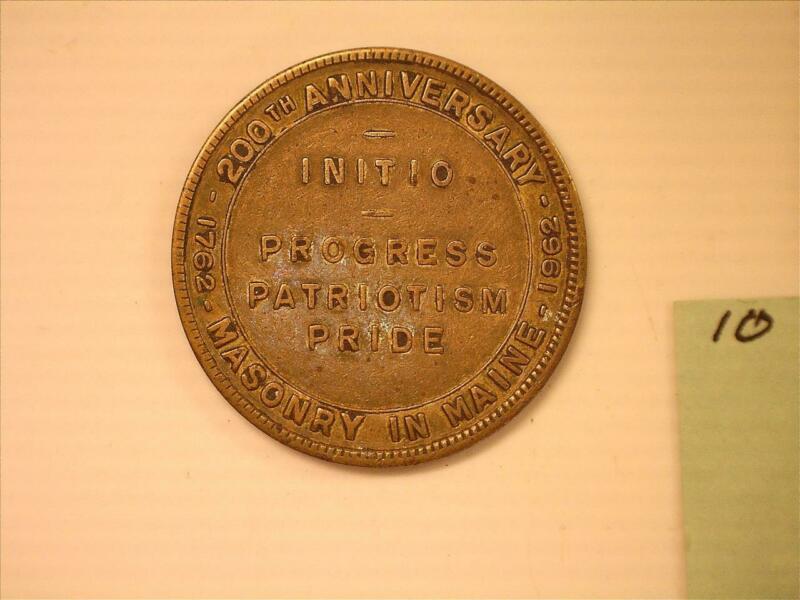 200TH ANNIVERSARY
- 1762 -
- 1962 -
MASONRY IN MAINE
INITIO
PROGRESS
PATRIOTISM
PRIDE
10